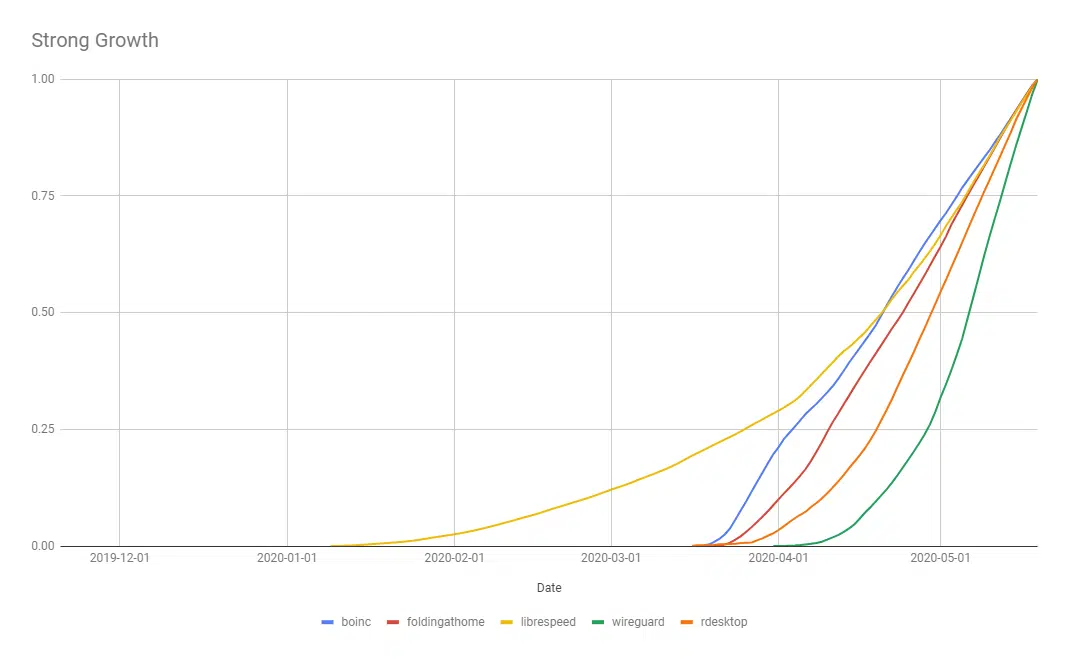 Strong Growth
1.00
0.75
0.50
0.25
0.00
2019-12-01 2020-01-01 2020-02-01 2020-03-01 2020-04-01 2020-05-01
Date
boinc foldingathome librespeed wireguard rdesktop